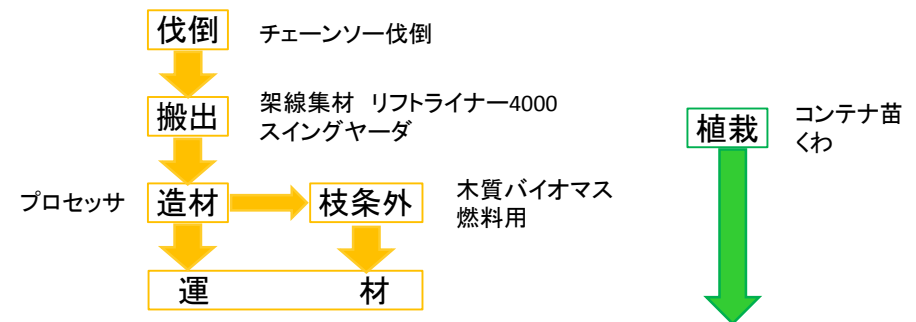 伐倒
チェーンソー伐倒
搬出
架線集材 リフトライナー4000
スイングヤーダ
植栽
コンテナ苗
くわ
プロセッサ
造材
枝条外
木質バイオマス
燃料用
運 材